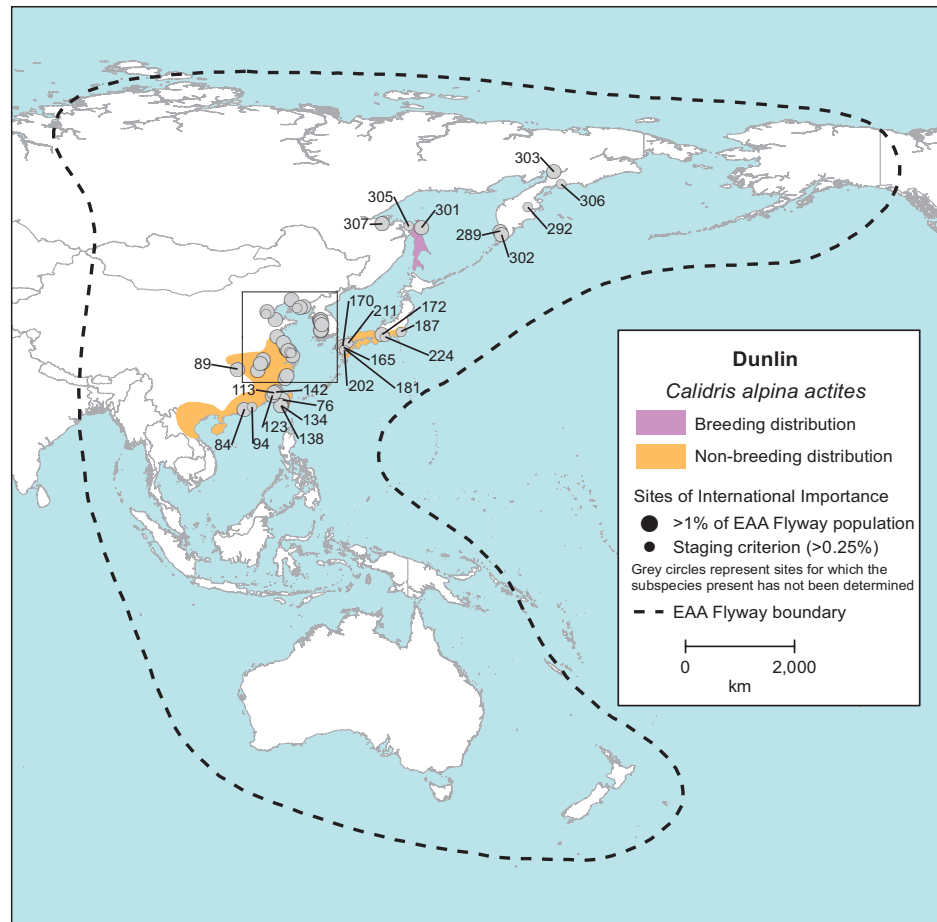 303
306
305
301
307
292
289
302
170
211
172
187
224
165
181
202
89
113
142
76
134
123
138
84
94
Dunlin
Calidris alpina actites
Breeding distribution
Non-breeding distribution
Sites of International Importance
>1% of EAA Flyway population
Staging criterion (>0.25%)
Grey circles represent sites for which the
subspecies present has not been determined
EAA Flyway boundary
0 2,000
km